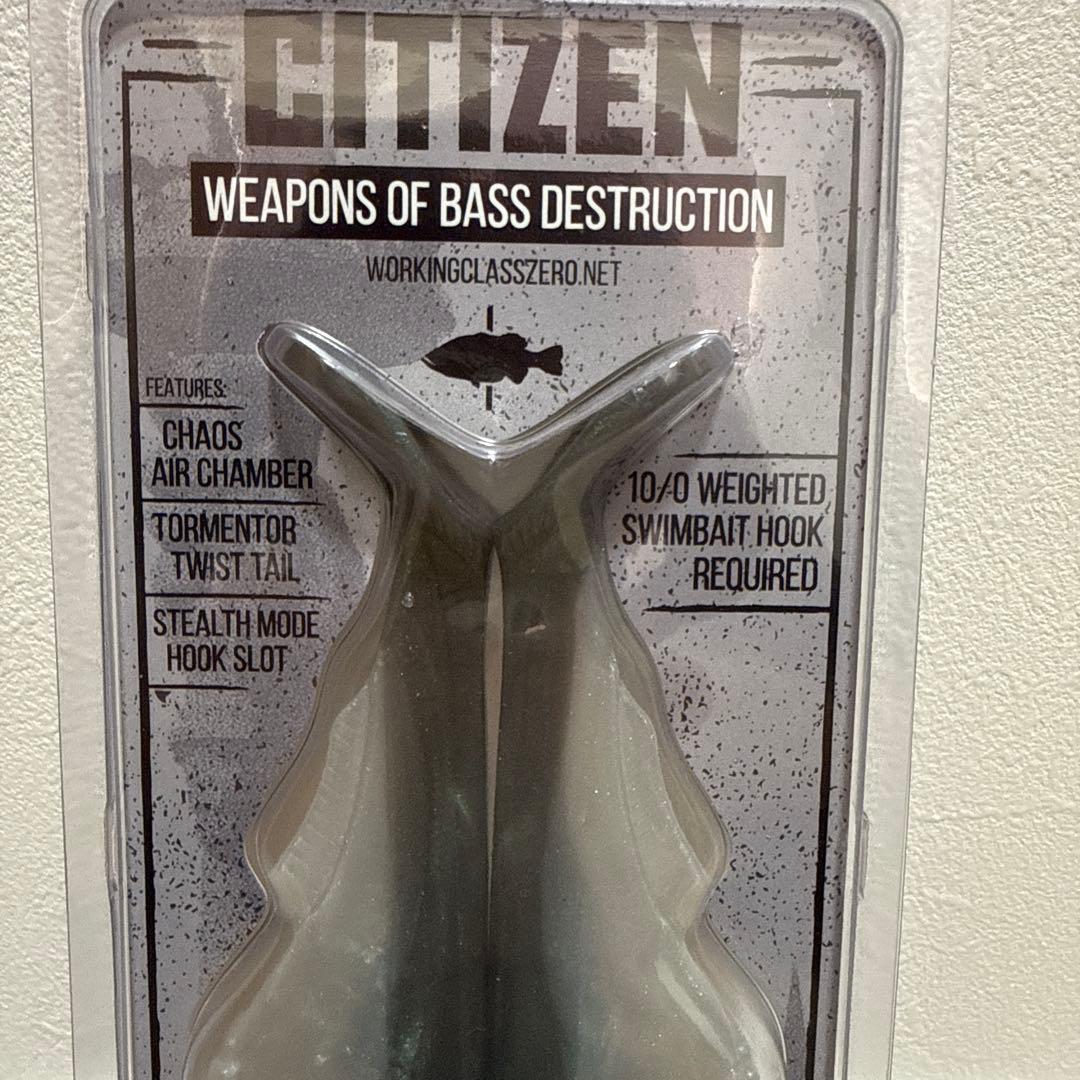 CITIZEN
WEAPONS OF BASS DESTRUCTION
WORKINGCLASSZERO.NET
FEATURES:
CHAOS
AIR CHAMBER
TORMENTOR
TWIST TAIL
STEALTH MODE
HOOK SLOT
10/0 WEIGHTED
SWIMBAIT HOOK
REQUIRED